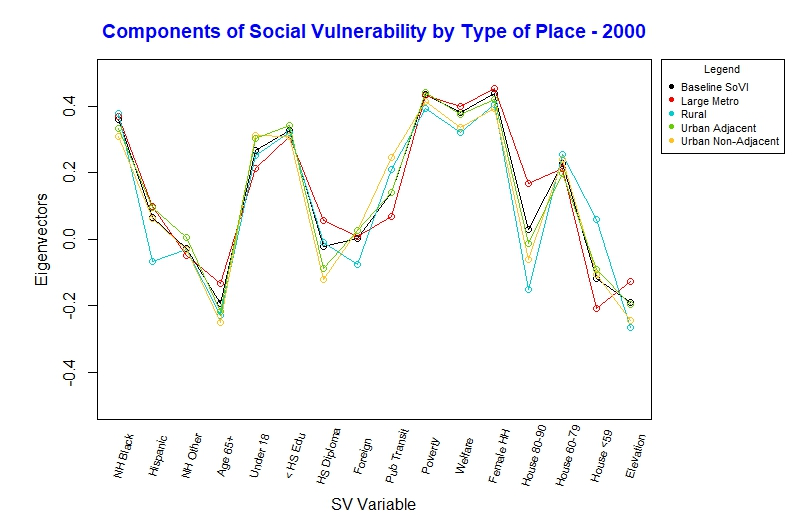 Components of Social Vulnerability by Type of Place - 2000
Legend
Baseline SoVI
Large Metro
Rural
Urban Adjacent
Urban Non-Adjacent
Eigenvectors
0.4
0.2
0.0
-0.2
-0.4
NH Black
Hispanic
NH Other
Age 65+
Under 18
< HS Edu
HS Diploma
Foreign
Pub Transit
Poverty
Welfare
Female HH
House 80-90
House 60-79
House <59
Elevation
SV Variable